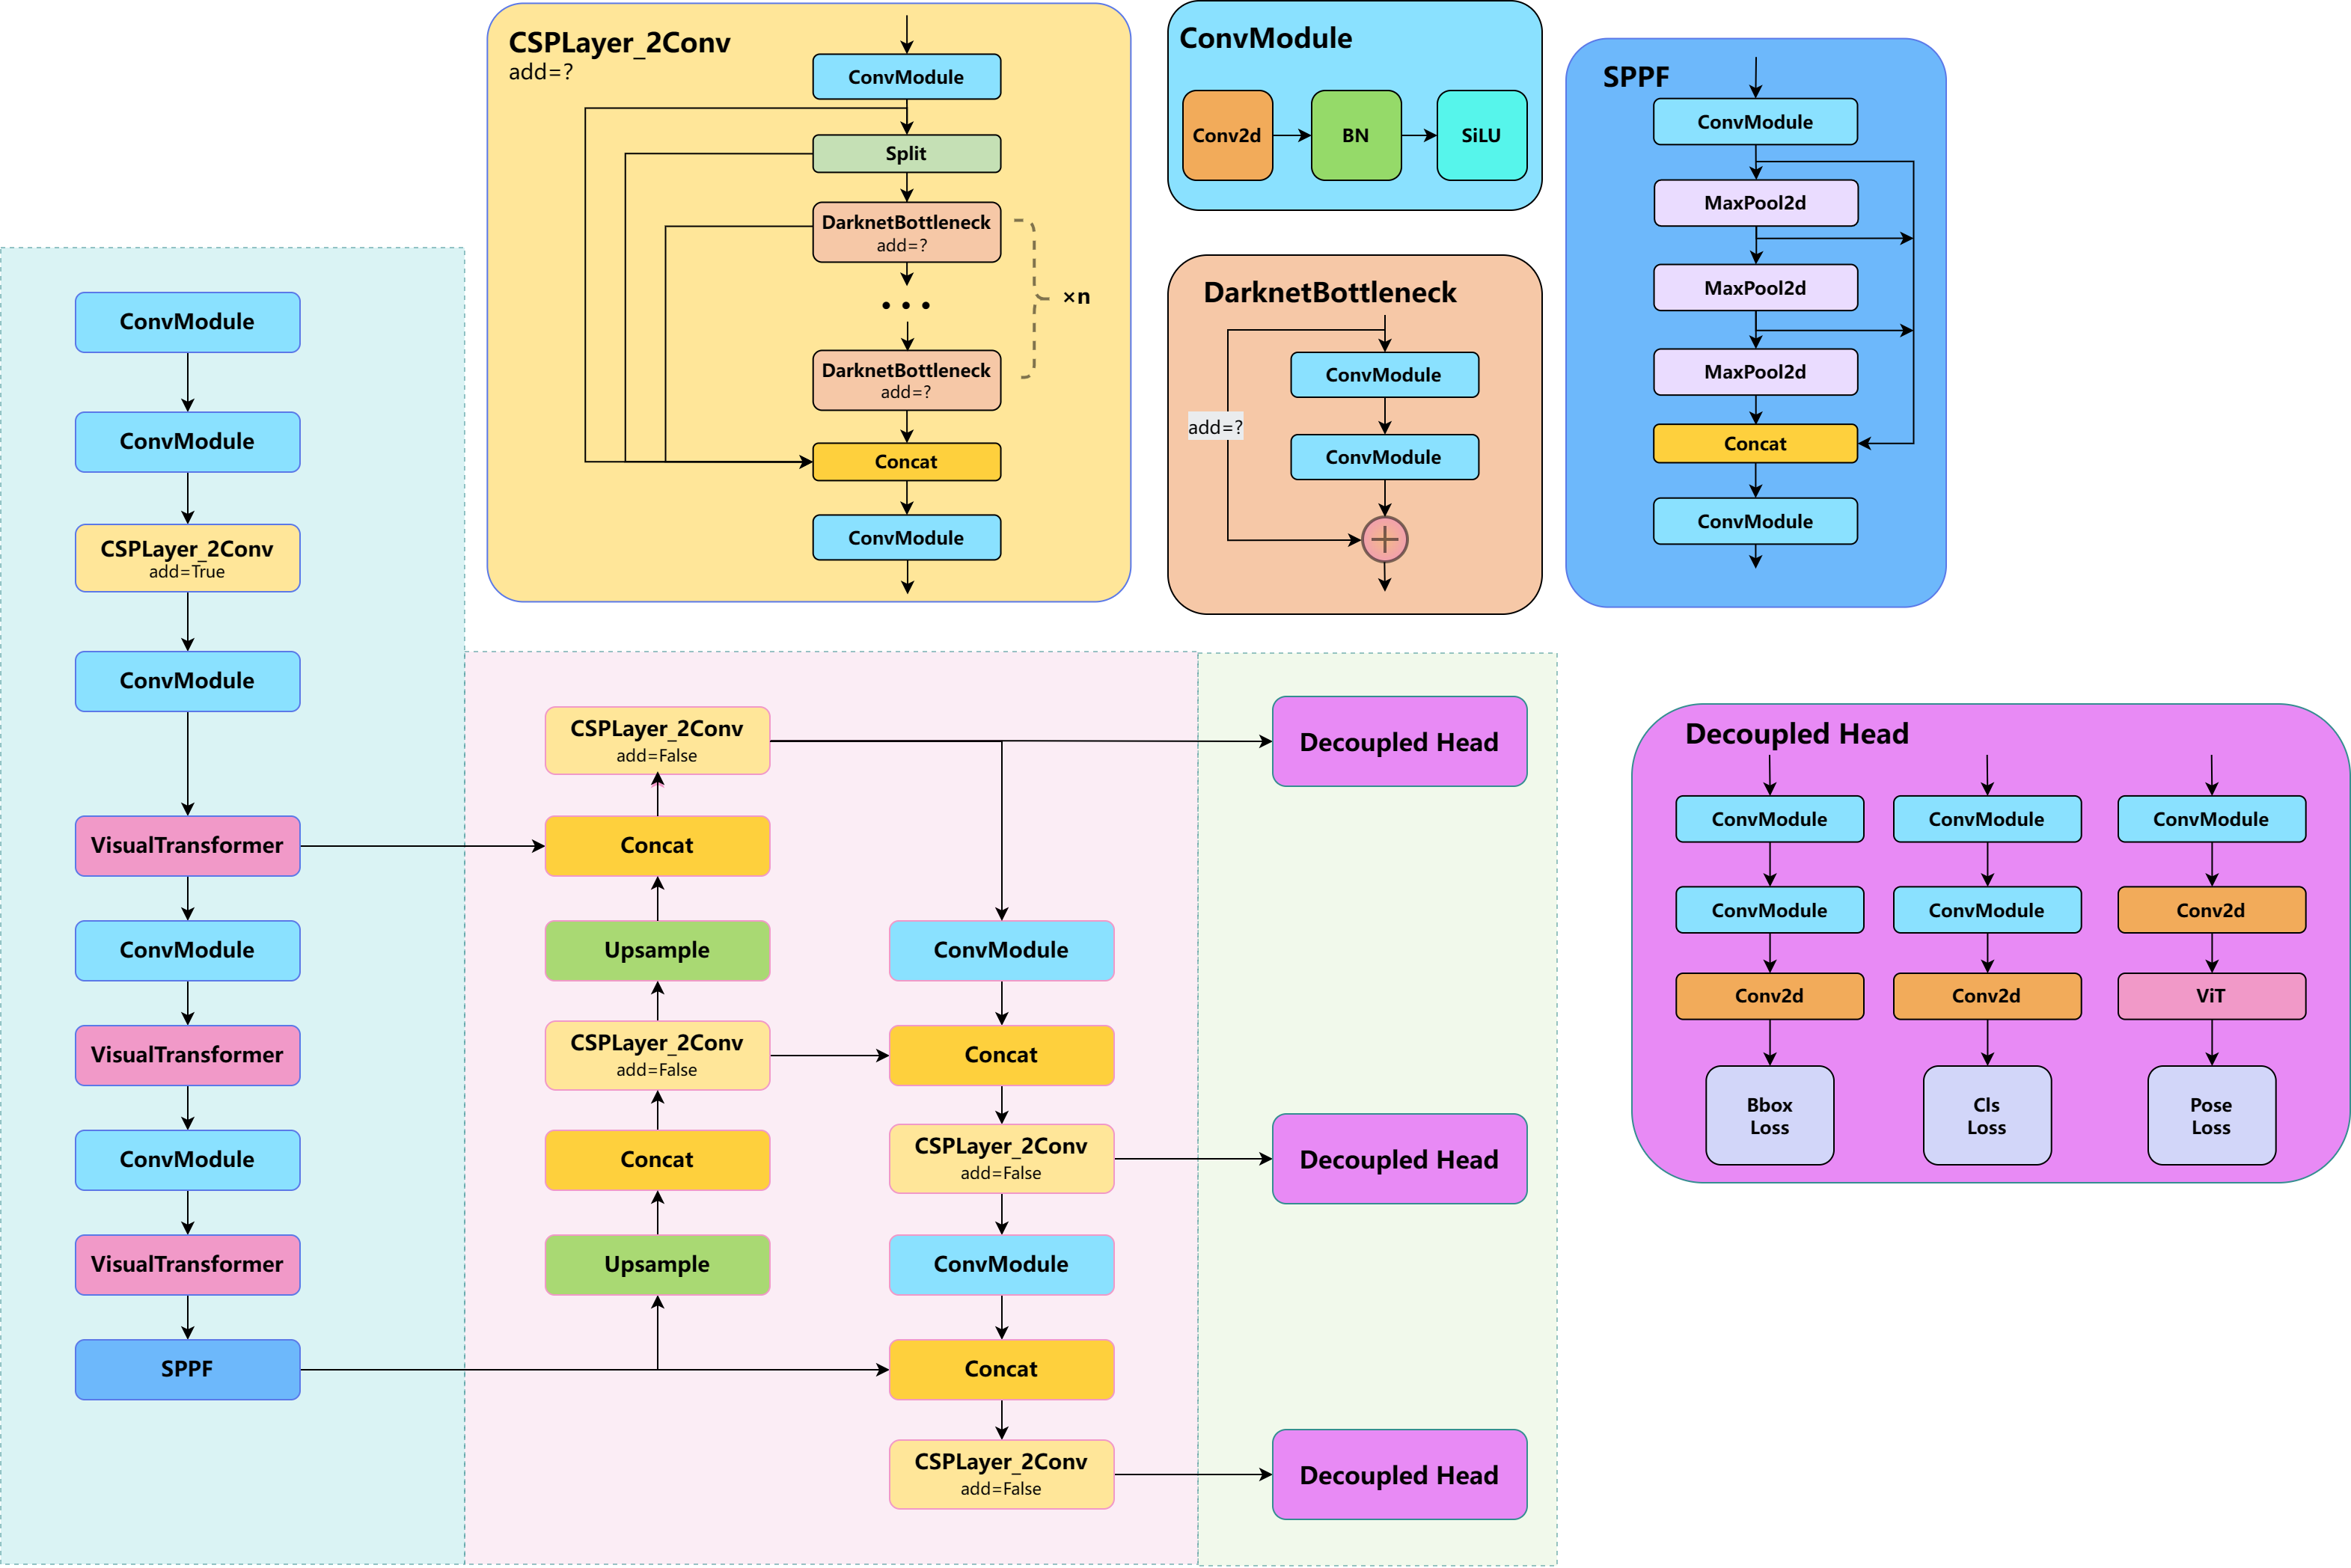 CSPLayer_2Conv
add=?
ConvModule
Split
DarknetBottleneck
add=?
• • •
DarknetBottleneck
add=?
×n
Concat
ConvModule
ConvModule
Conv2d
BN
SiLU
DarknetBottleneck
ConvModule
add=?
ConvModule
SPPF
ConvModule
MaxPool2d
MaxPool2d
MaxPool2d
Concat
ConvModule
ConvModule
ConvModule
CSPLayer_2Conv
add=True
ConvModule
VisualTransformer
ConvModule
VisualTransformer
ConvModule
VisualTransformer
SPPF
CSPLayer_2Conv
add=False
Concat
Upsample
CSPLayer_2Conv
add=False
Concat
Upsample
ConvModule
Concat
CSPLayer_2Conv
add=False
ConvModule
Concat
CSPLayer_2Conv
add=False
Decoupled Head
Decoupled Head
Decoupled Head
Decoupled Head
ConvModule
ConvModule
Conv2d
Bbox
Loss
ConvModule
ConvModule
Conv2d
Cls
Loss
ConvModule
Conv2d
ViT
Pose
Loss